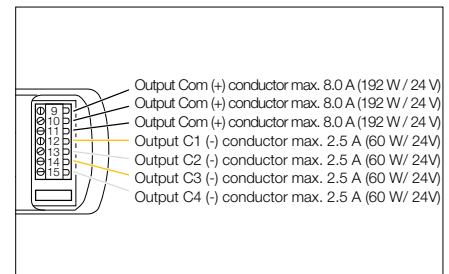 9
10
11
12
13
14
15
Output Com (+) conductor max. 8.0 A (192 W / 24 V)
Output Com (+) conductor max. 8.0 A (192 W / 24 V)
Output Com (+) conductor max. 8.0 A (192 W / 24 V)
Output C1 (-) conductor max. 2.5 A (60 W/ 24V)
Output C2 (-) conductor max. 2.5 A (60 W/ 24V)
Output C3 (-) conductor max. 2.5 A (60 W/ 24V)
Output C4 (-) conductor max. 2.5 A (60 W/ 24V)